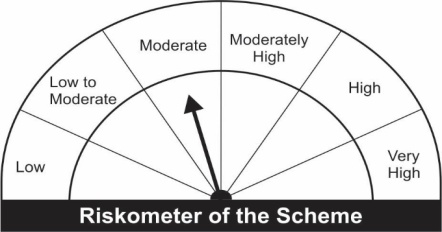 Low
Low to
Moderate
Moderate
Moderately
High
High
Very
High
Riskometer of the Scheme